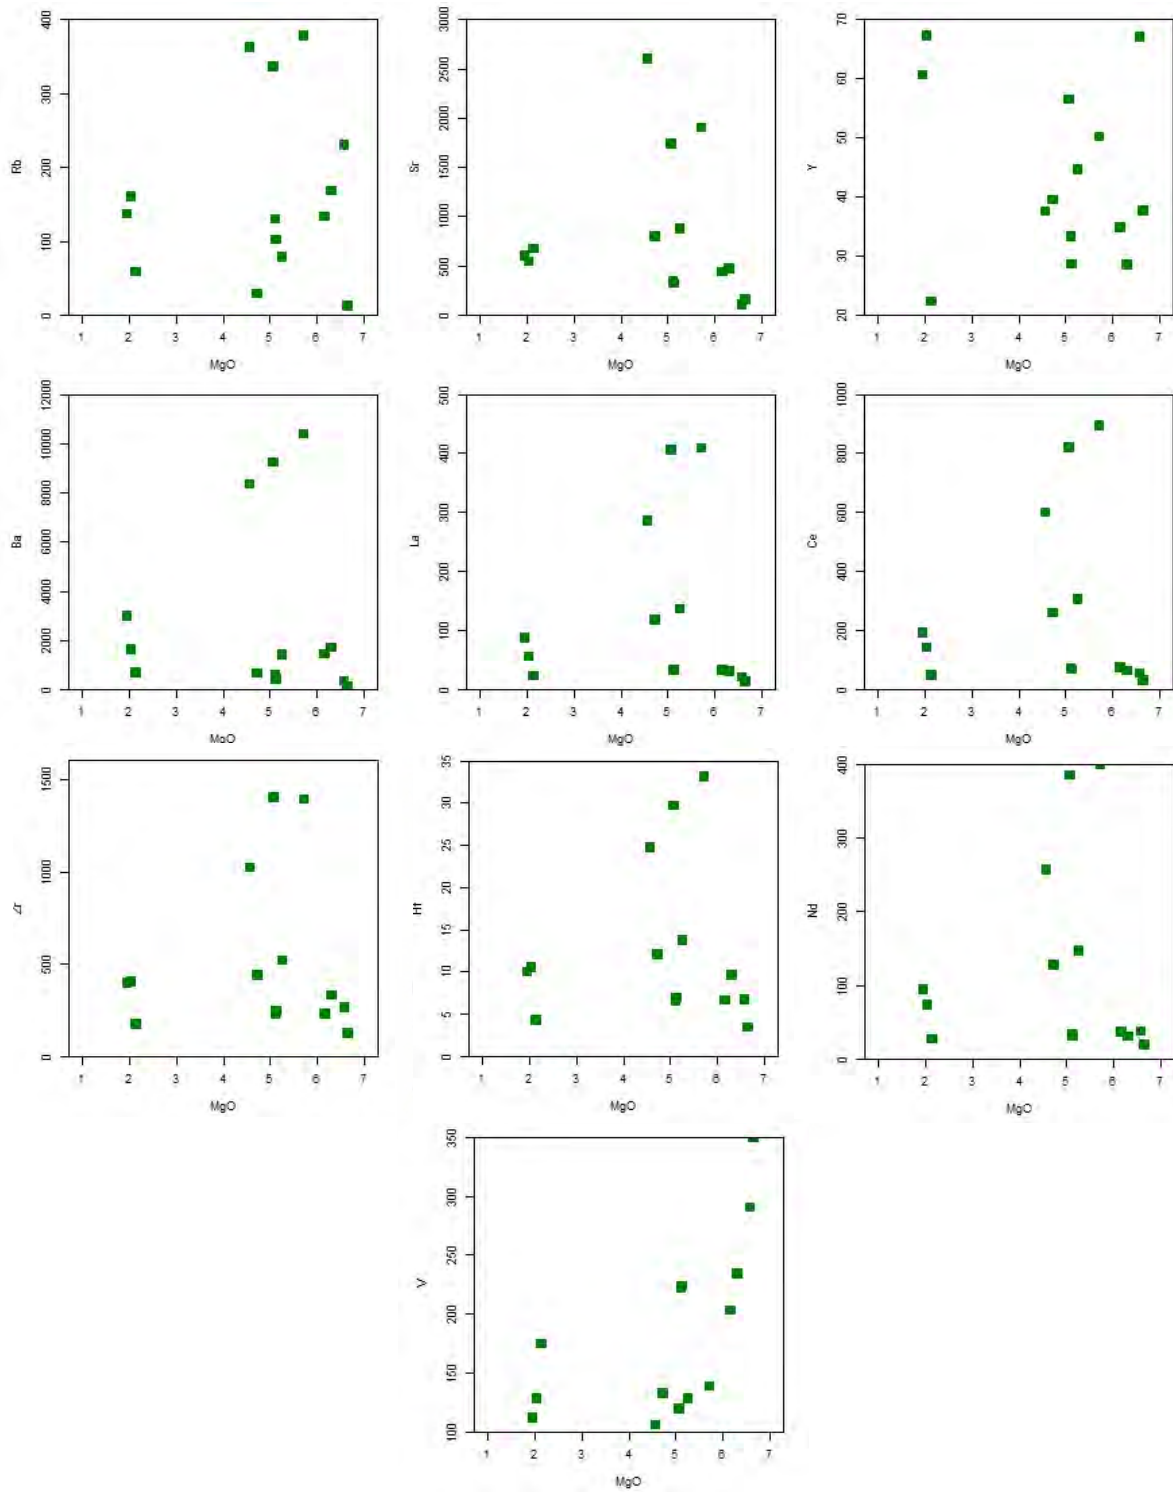 Rb
0 100 200 300 400
1 2 3 4 5 6 7
MgO
Sr
0 500 1000 1500 2000 2500 3000
1 2 3 4 5 6 7
MgO
Y
20 30 40 50 60 70
1 2 3 4 5 6 7
MgO
Ba
0 2000 4000 6000 8000 10000 12000
1 2 3 4 5 6 7
MgO
La
0 100 200 300 400 500
1 2 3 4 5 6 7
MgO
Ce
0 200 400 600 800 1000
1 2 3 4 5 6 7
MgO
Zr
0 500 1000 1500
1 2 3 4 5 6 7
MgO
Hf
0 5 10 15 20 25 30 35
1 2 3 4 5 6 7
MgO
Nd
0 100 200 300 400
1 2 3 4 5 6 7
MgO
V
100 150 200 250 300 350
1 2 3 4 5 6 7
MgO